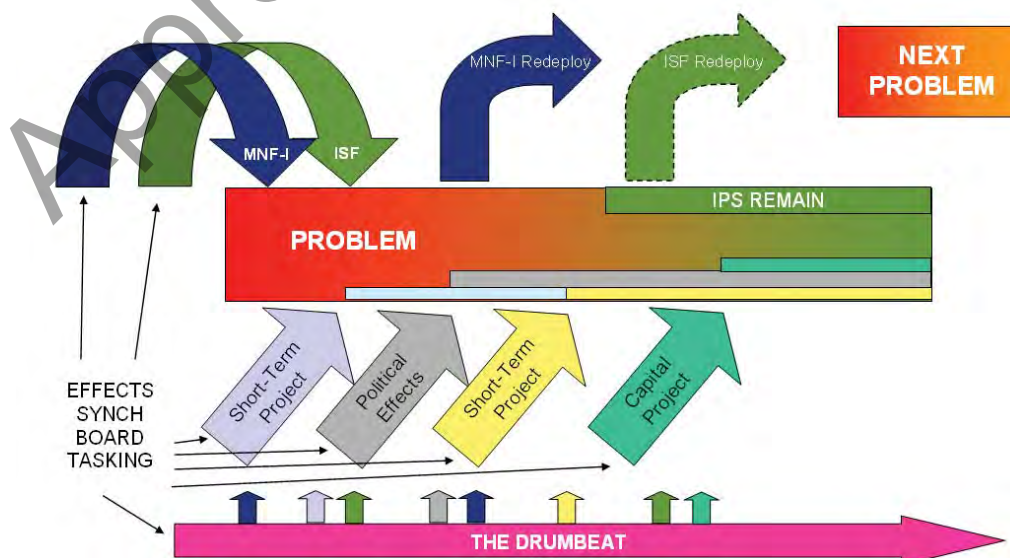 Appro
MNF-I
ISF
MNF-I Redeploy
ISF Redeploy
NEXT
PROBLEM
IPS REMAIN
PROBLEM
Short-Term
Project
Political
Effects
Short-Term
Project
Capital
Project
EFFECTS
SYNCH
BOARD
TASKING
THE DRUMBEAT